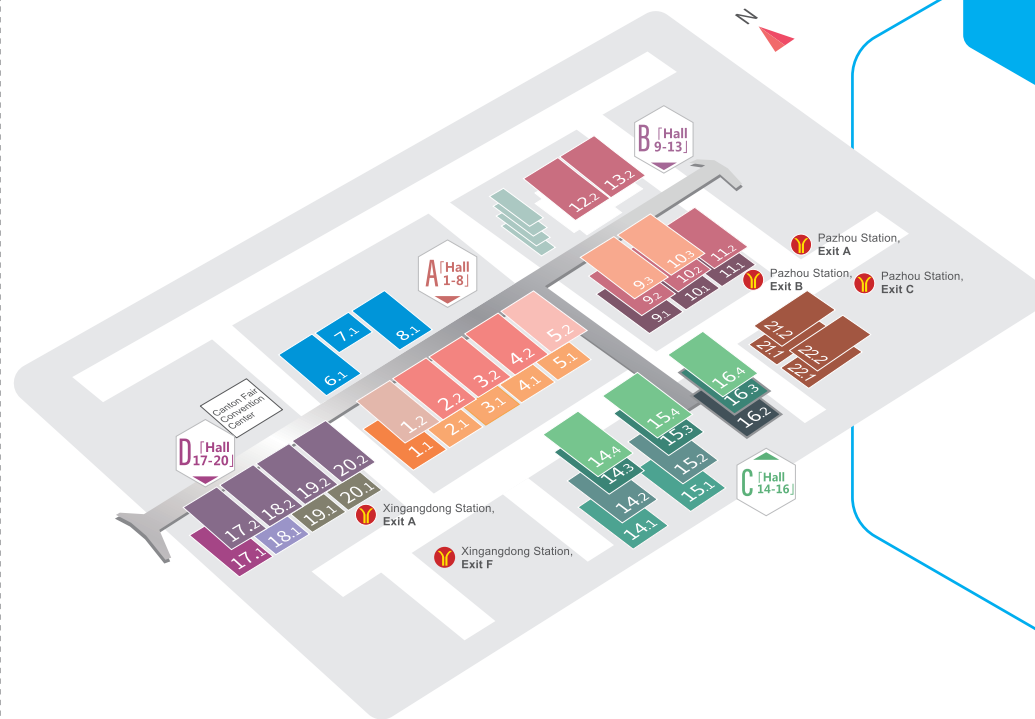 N
B「Hall
9-13」
13.2
12.2
A「Hall
1-8」
10.3
11.2
9.3
10.2
11.1
9.2
10.1
9.1
Pazhou Station,
Exit A
Pazhou Station,
Exit B
Pazhou Station,
Exit C
7.1
8.1
6.1
5.2
4.2
3.2
2.2
1.2
5.1
4.1
3.1
2.1
1.1
21.2
21.1
22.2
22.1
16.4
16.3
16.2
15.4
15.3
15.2
15.1
14.4
14.3
14.2
14.1
C「Hall
14-16」
Canton Fair
Convention
Center
D「Hall
17-20」
20.2
19.2
18.2
17.2
20.1
19.1
18.1
17.1
Xingangdong Station,
Exit A
Xingangdong Station,
Exit F